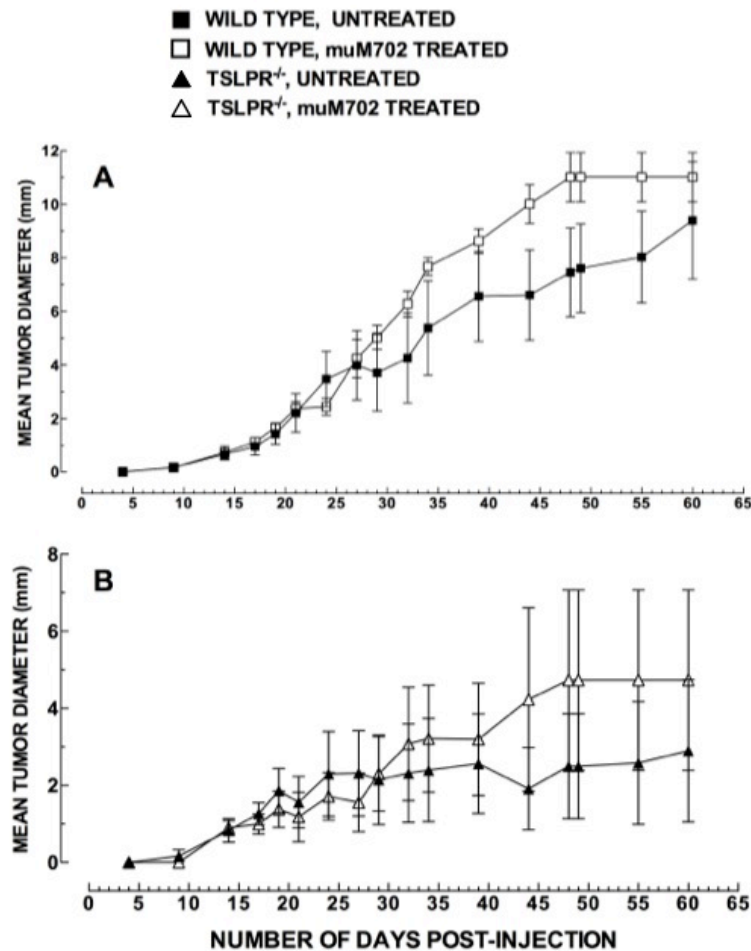 WILD TYPE, UNTREATED
WILD TYPE, muM702 TREATED
TSLPR-/-, UNTREATED
TSLPR-/-, muM702 TREATED
A
MEAN TUMOR DIAMETER (mm)
12
10
8
6
4
2
0
0 5 10 15 20 25 30 35 40 45 50 55 60 65
B
MEAN TUMOR DIAMETER (mm)
8
6
4
2
0
0 5 10 15 20 25 30 35 40 45 50 55 60 65
NUMBER OF DAYS POST-INJECTION